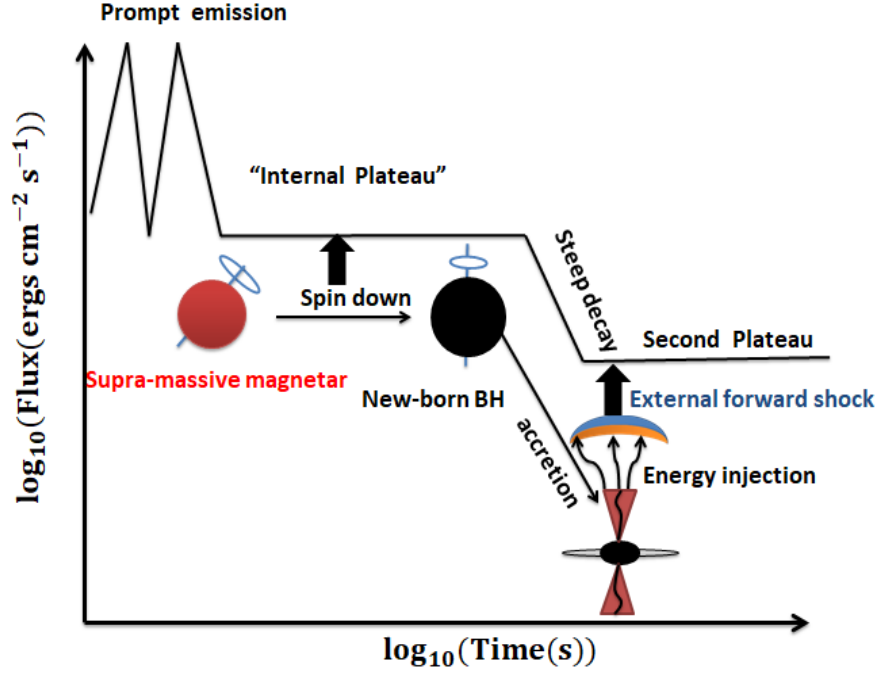 Prompt emission
log₁₀(Flux(ergs cm⁻² s⁻¹))
“Internal Plateau”
Steep decay
Spin down
Second Plateau
Supra-massive magnetar
New-born BH
External forward shock
accretion
Energy injection
log₁₀(Time(s))